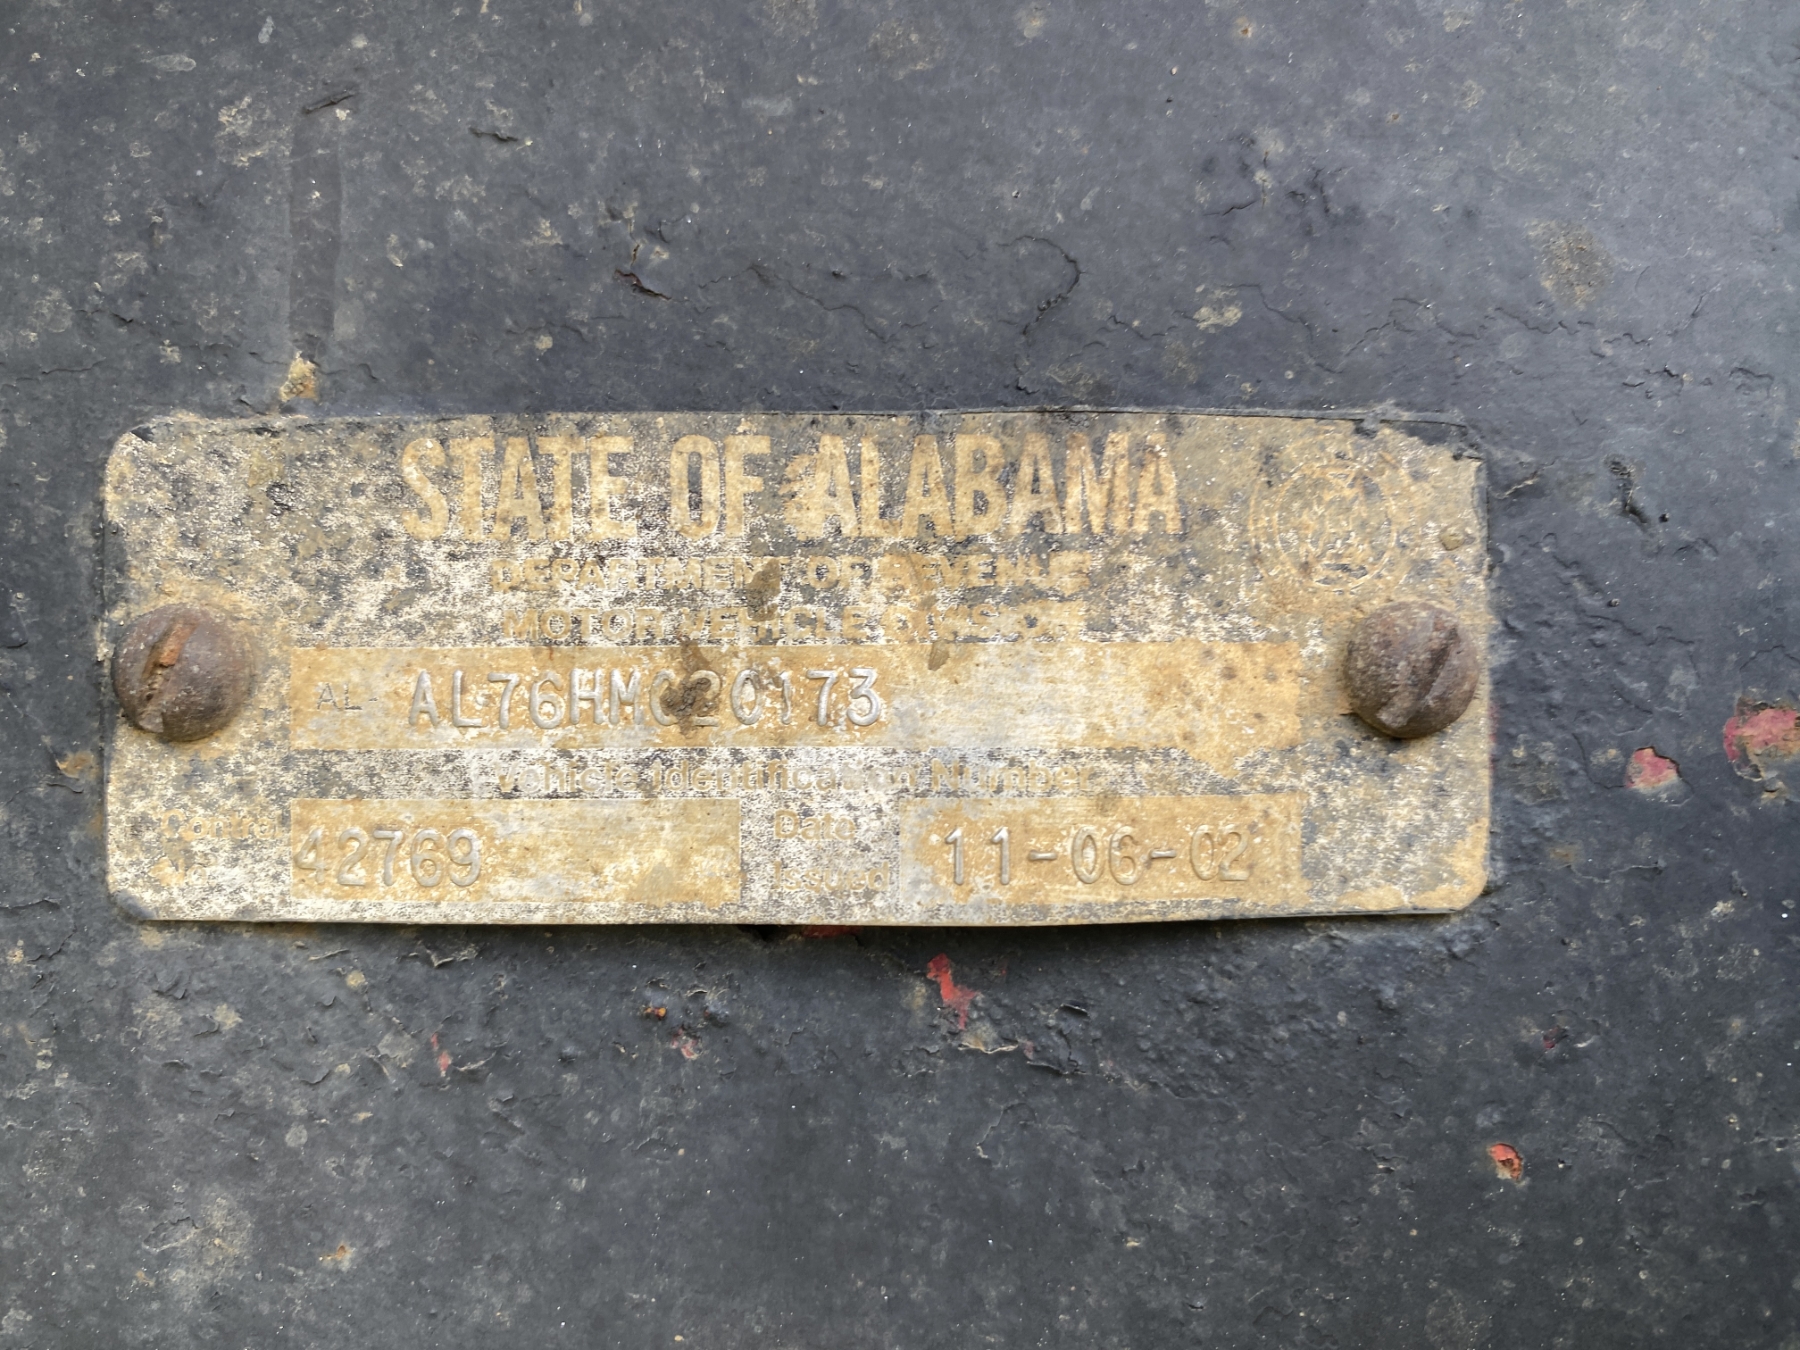 STATE OF ALABAMA
DEPARTMENT OF REVENUE
MOTOR VEHICLE DIVISION
AL- AL76HM020173
Vehicle Identification Number
Control 42769 Date 11-06-02
No. Issued